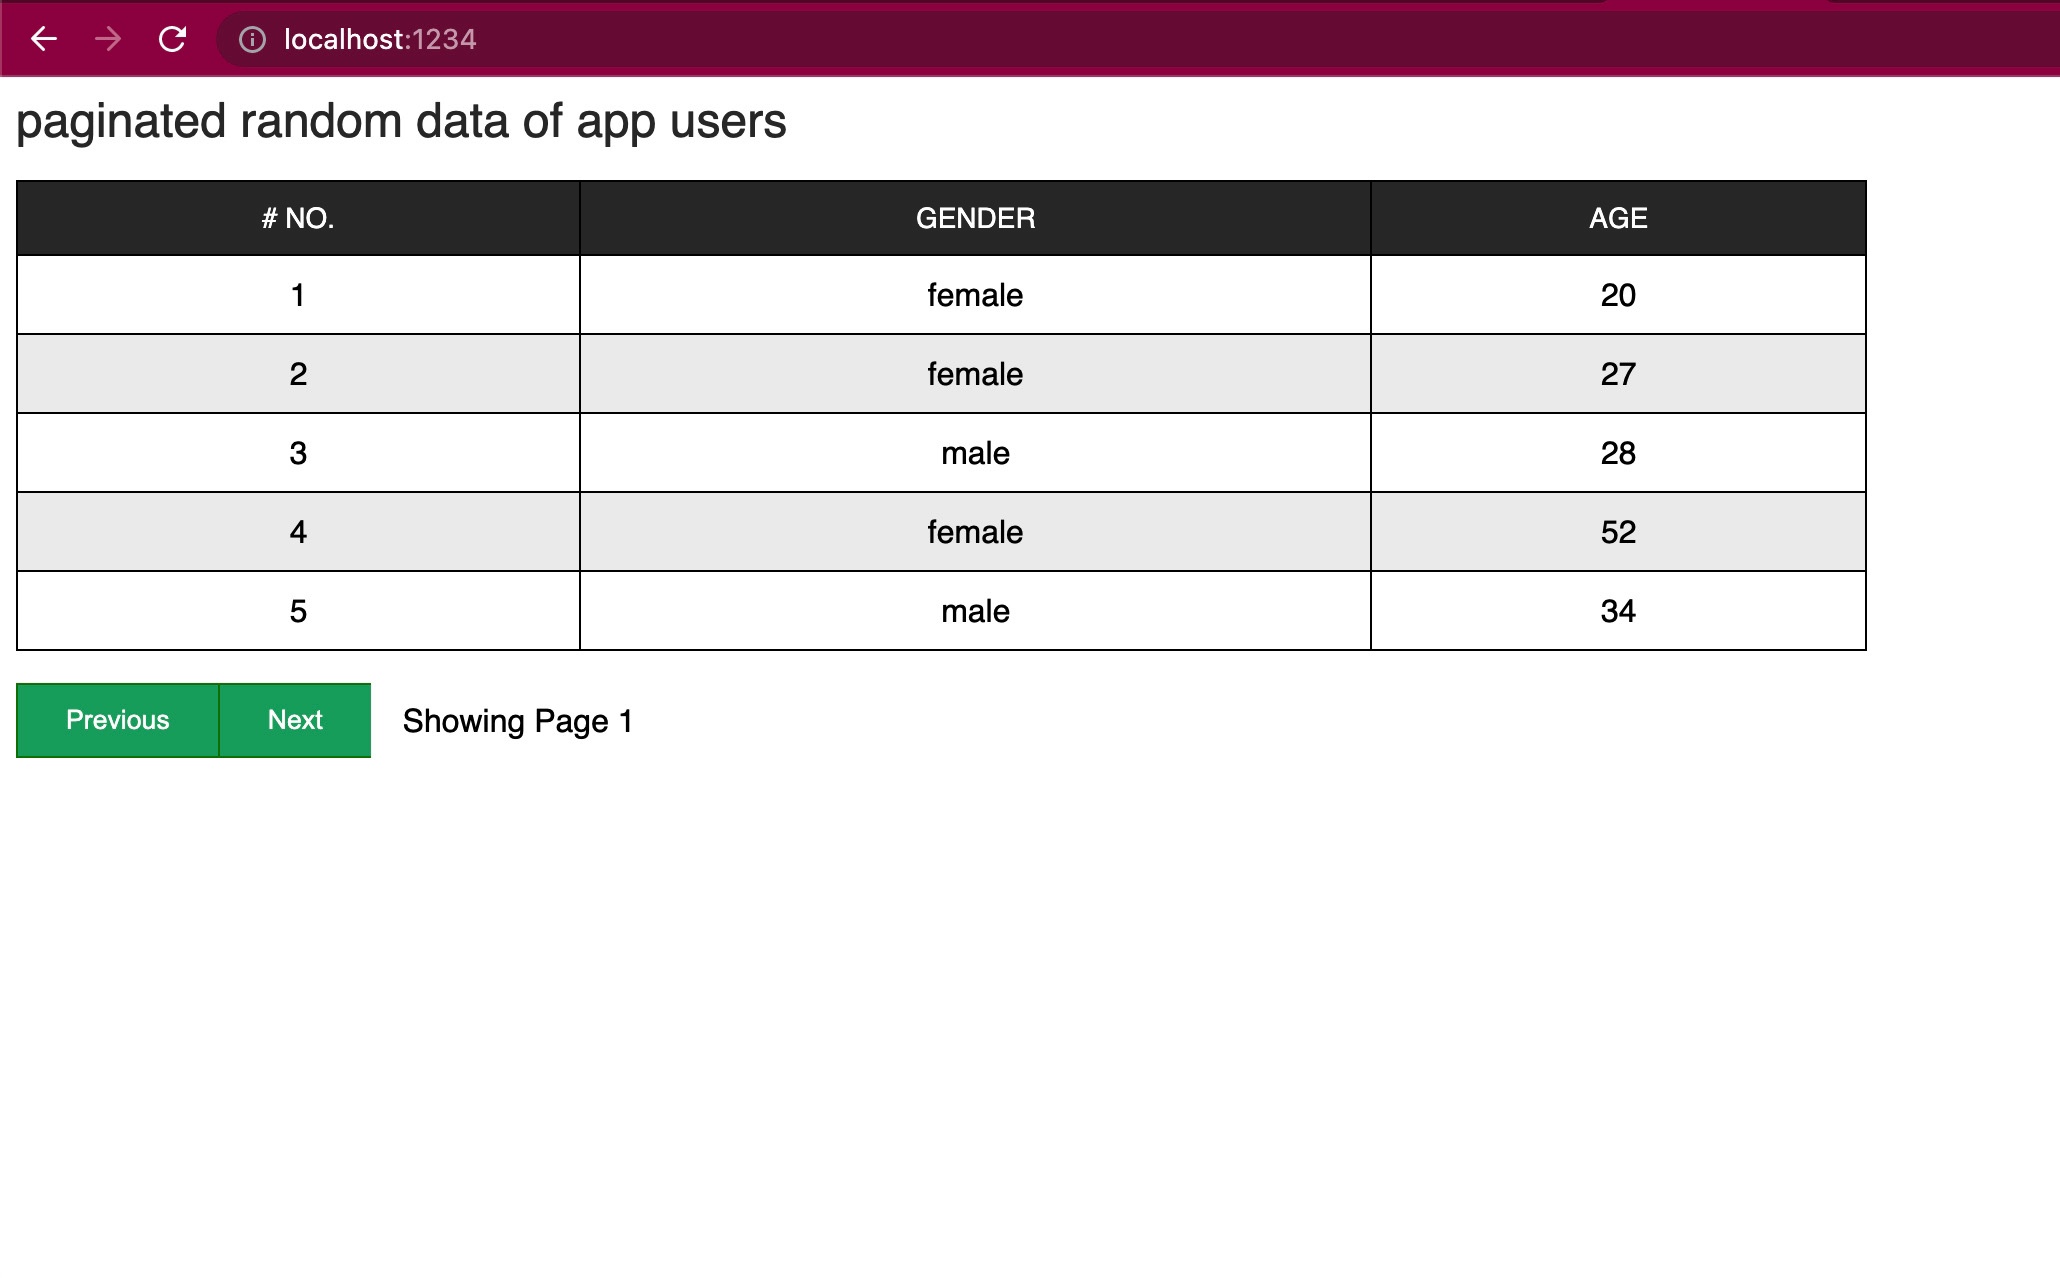 localhost:1234
paginated random data of app users
# NO. GENDER AGE
1 female 20
2 female 27
3 male 28
4 female 52
5 male 34
Previous Next Showing Page 1